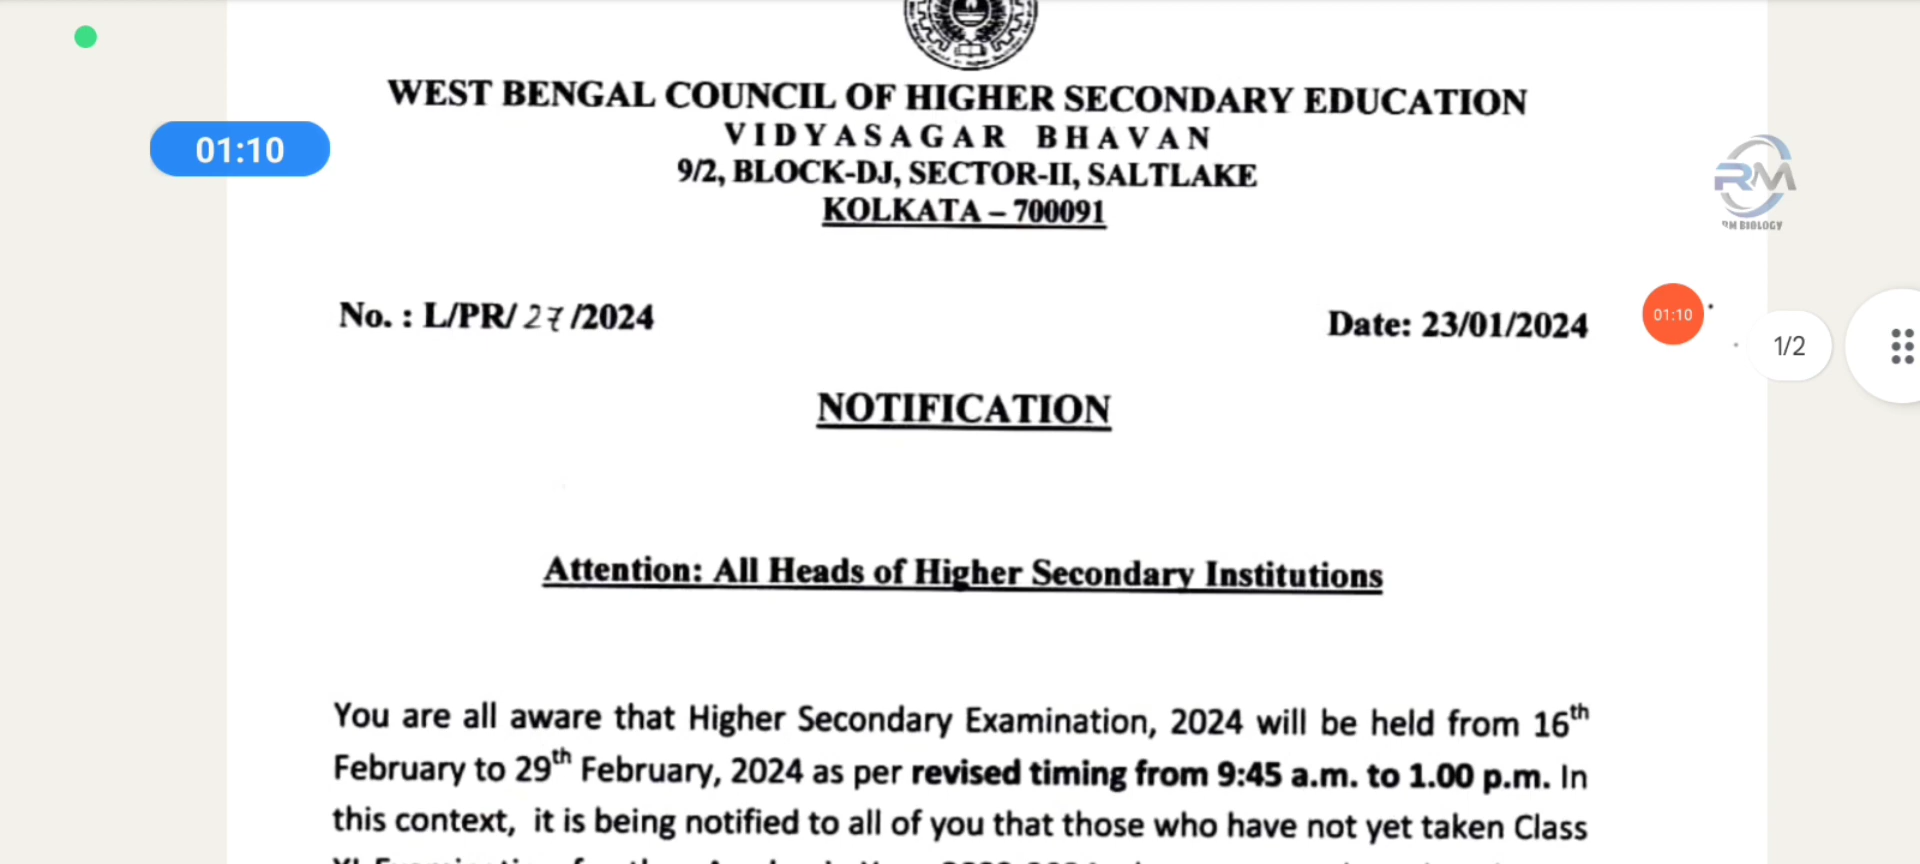 WEST BENGAL COUNCIL OF HIGHER SECONDARY EDUCATION
VIDYASAGAR BHAVAN
9/2, BLOCK-DJ, SECTOR-II, SALTLAKE
KOLKATA – 700091
01:10
RM
RM BIOLOGY
No. : L/PR/ 27 /2024
Date: 23/01/2024
01:10
1/2
NOTIFICATION
Attention: All Heads of Higher Secondary Institutions
You are all aware that Higher Secondary Examination, 2024 will be held from 16th
February to 29th February, 2024 as per revised timing from 9:45 a.m. to 1.00 p.m. In
this context, it is being notified to all of you that those who have not yet taken Class